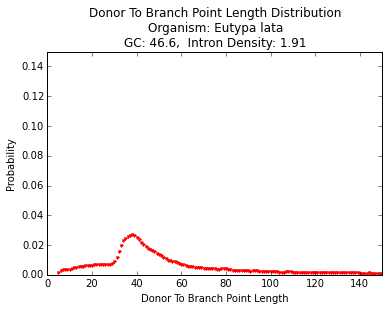 Donor To Branch Point Length Distribution
Organism: Eutypa lata
GC: 46.6,  Intron Density: 1.91
0.14
0.12
0.10
0.08
0.06
0.04
0.02
0.00
Probability
0 20 40 60 80 100 120 140
Donor To Branch Point Length